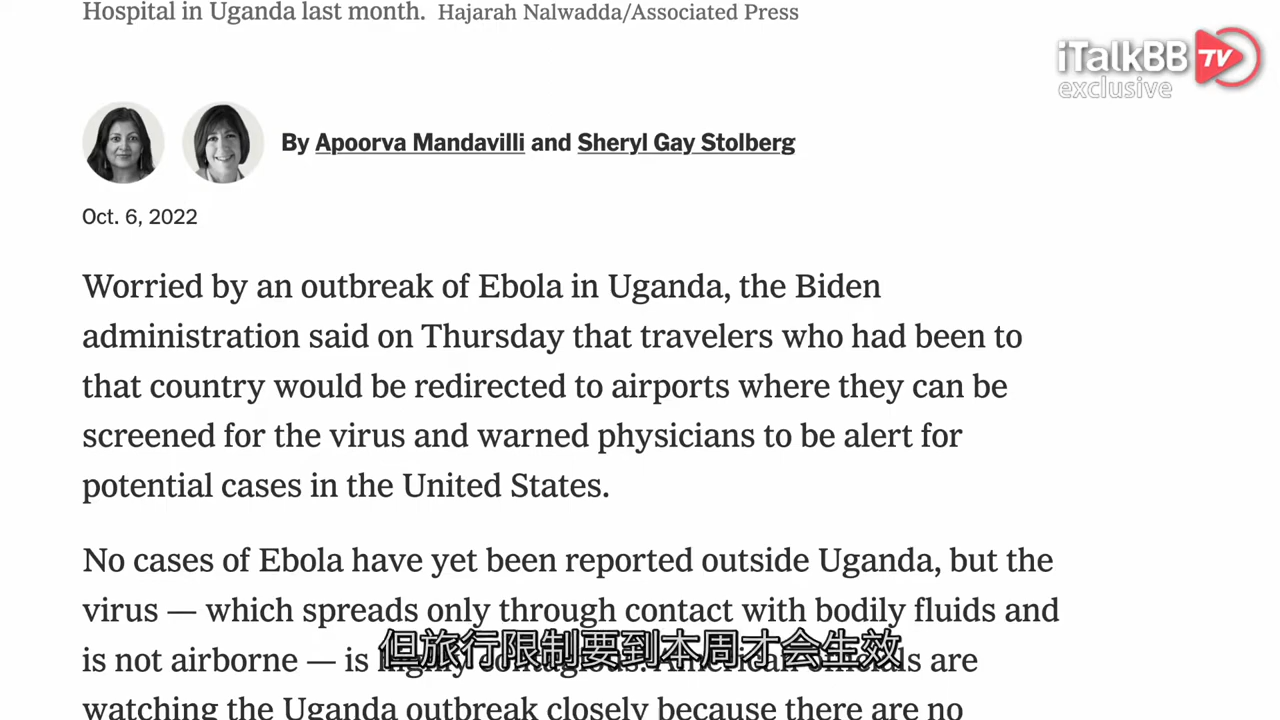 Hospital in Uganda last month. Hajarah Nalwadda/Associated Press
iTalkBB TV
exclusive
By Apoorva Mandavilli and Sheryl Gay Stolberg
Oct. 6, 2022
Worried by an outbreak of Ebola in Uganda, the Biden
administration said on Thursday that travelers who had been to
that country would be redirected to airports where they can be
screened for the virus and warned physicians to be alert for
potential cases in the United States.
No cases of Ebola have yet been reported outside Uganda, but the
virus — which spreads only through contact with bodily fluids and
is not airborne — is highly contagious. American officials are
但旅行限制要到本周才会生效
watching the Uganda outbreak closely because there are no